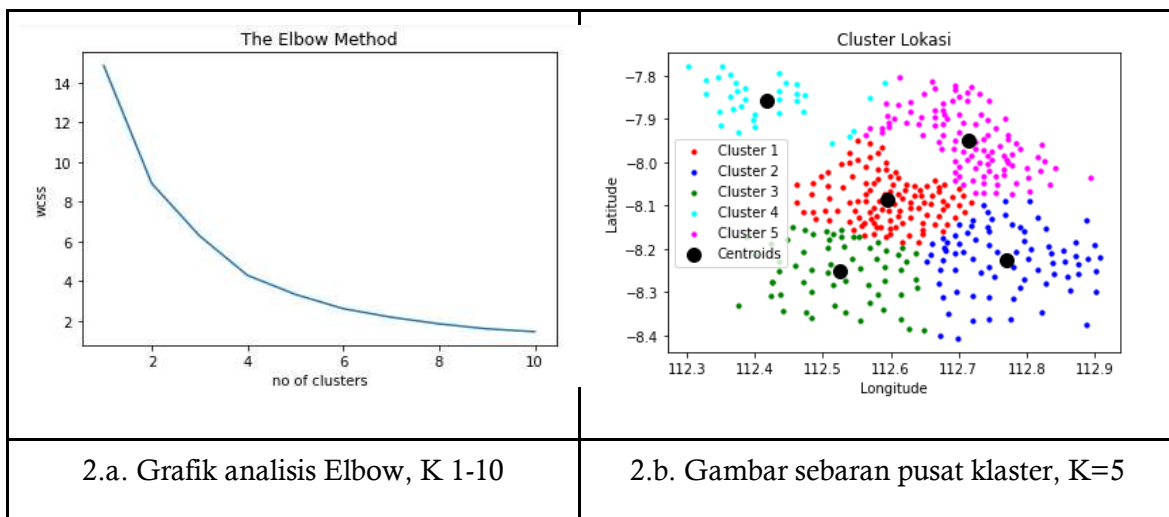 The Elbow Method
14
12
10
8
6
4
2
wcss
2
4
6
8
10
no of clusters
2.a. Grafik analisis Elbow, K 1-10
Cluster Lokasi
−7.8
−7.9
−8.0
−8.1
−8.2
−8.3
−8.4
Latitude
Cluster 1
Cluster 2
Cluster 3
Cluster 4
Cluster 5
Centroids
112.3
112.4
112.5
112.6
112.7
112.8
112.9
Longitude
2.b. Gambar sebaran pusat klaster, K=5